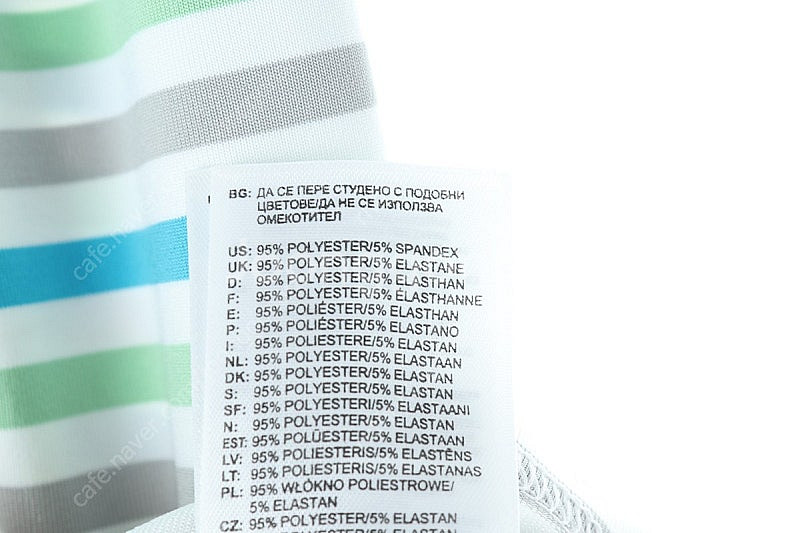 BG: ДА СЕ ПЕРЕ СТУДЕНО С ПОДОБНИ
ЦВЕТОВЕ/ДА НЕ СЕ ИЗПОЛЗВА
ОМЕКОТИТЕЛ
US: 95% POLYESTER/5% SPANDEX
UK: 95% POLYESTER/5% ELASTANE
D: 95% POLYESTER/5% ELASTHAN
F: 95% POLYESTER/5% ÉLASTHANNE
E: 95% POLIÉSTER/5% ELASTHAN
P: 95% POLIÉSTER/5% ELASTANO
I: 95% POLIESTERE/5% ELASTAN
NL: 95% POLYESTER/5% ELASTAAN
DK: 95% POLYESTER/5% ELASTAN
S: 95% POLYESTER/5% ELASTAN
SF: 95% POLYESTERI/5% ELASTAANI
N: 95% POLYESTER/5% ELASTAN
EST: 95% POLÜESTER/5% ELASTAAN
LV: 95% POLIESTERIS/5% ELASTĒNS
LT: 95% POLIESTERIS/5% ELASTANAS
PL: 95% WŁÓKNO POLIESTROWE/
5% ELASTAN
CZ: 95% POLYESTER/5% ELASTAN
cafe.naver
cafe.naver